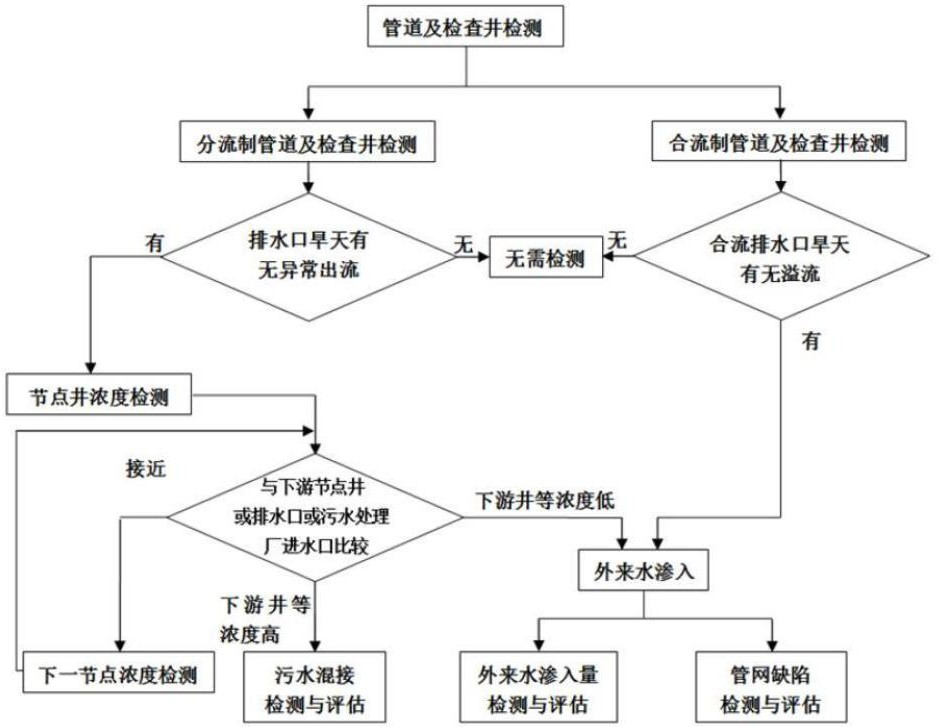 管道及检查井检测
分流制管道及检查井检测
合流制管道及检查井检测
有
排水口旱天有
无异常出流
无
无需检测
无
合流排水口旱天
有无溢流
有
节点井浓度检测
接近
与下游节点井
或排水口或污水处理
厂进水口比较
下游井等浓度低
外来水渗入
下游井等
浓度高
下一节点浓度检测
污水混接
检测与评估
外来水渗入量
检测与评估
管网缺陷
检测与评估